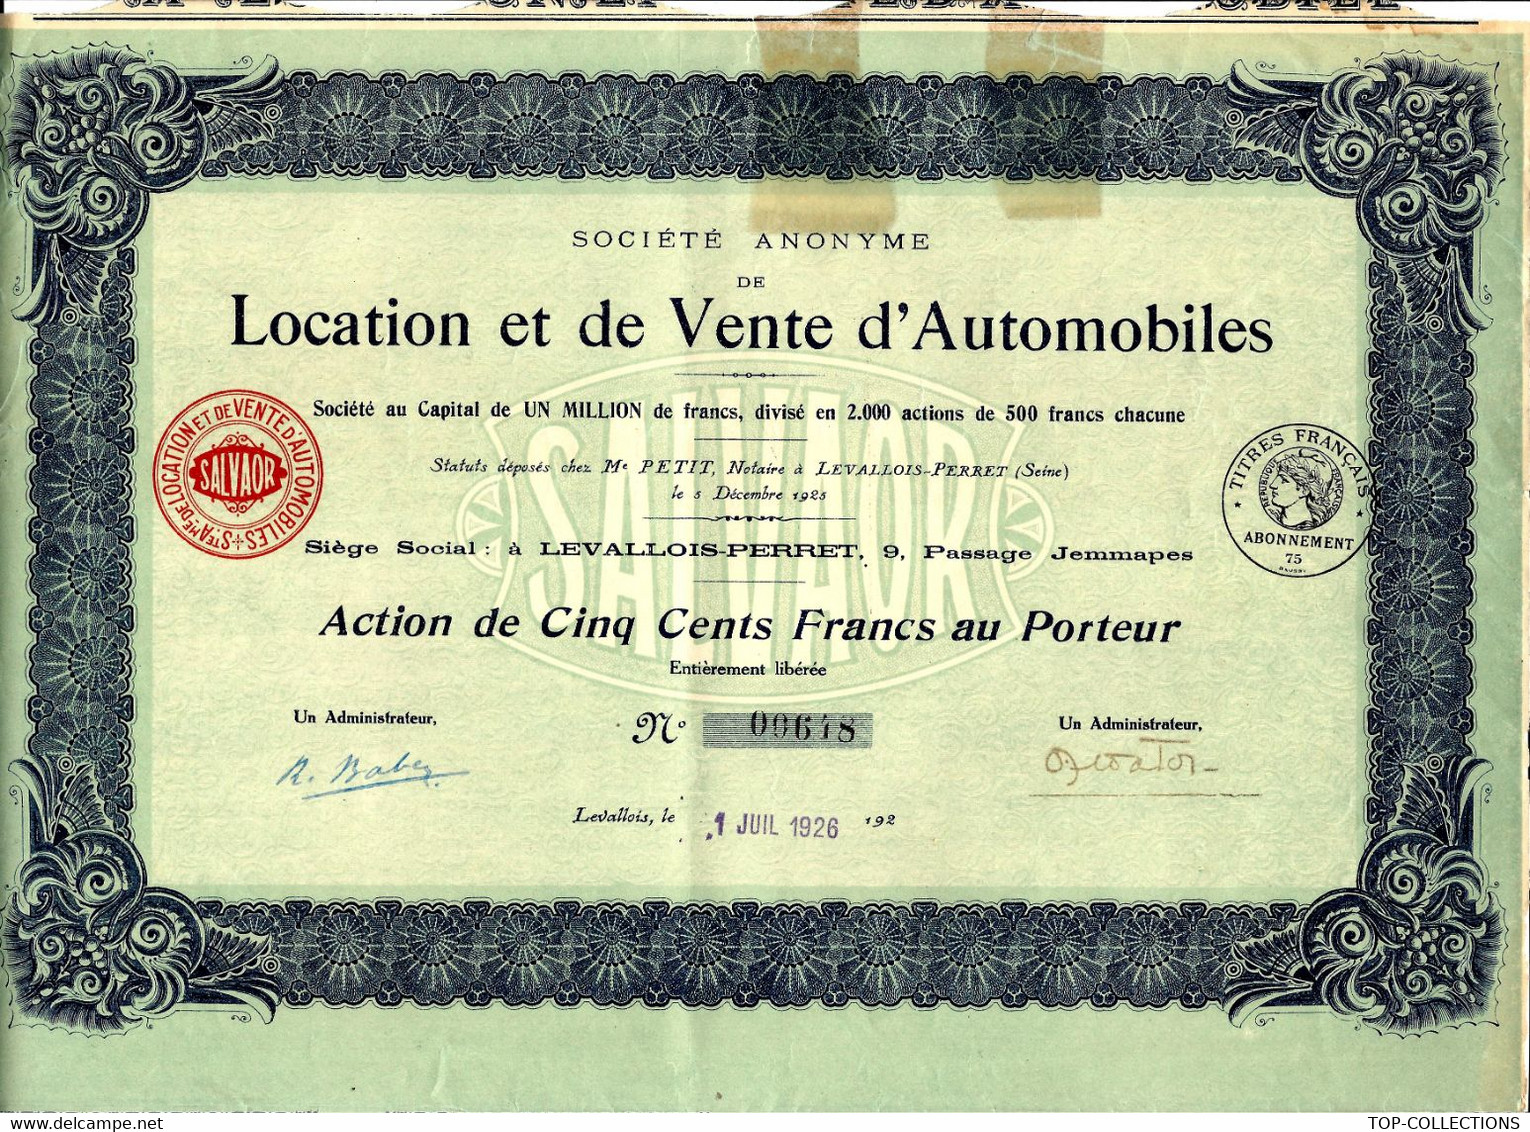 SOCIÉTÉ ANONYME
DE
Location et de Vente d'Automobiles
Société au Capital de UN MILLION de francs, divisé en 2.000 actions de 500 francs chacune
Statuts déposés chez Me PETIT, Notaire à LEVALLOIS-PERRET (Seine)
le 5 Décembre 1925
Siège Social : à LEVALLOIS-PERRET, 9, Passage Jemmapes
Action de Cinq Cents Francs au Porteur
Entièrement libérée
Un Administrateur,
No 00648
Un Administrateur,
Levallois, le 1 JUIL 1926 192
STÉ AME DE LOCATION ET DE VENTE D'AUTOMOBILES
SALVAOR
TITRES FRANÇAIS
RÉPUBLIQUE FRANÇAISE
ABONNEMENT
75
SALVAOR
www.delcampe.net
TOP-COLLECTIONS